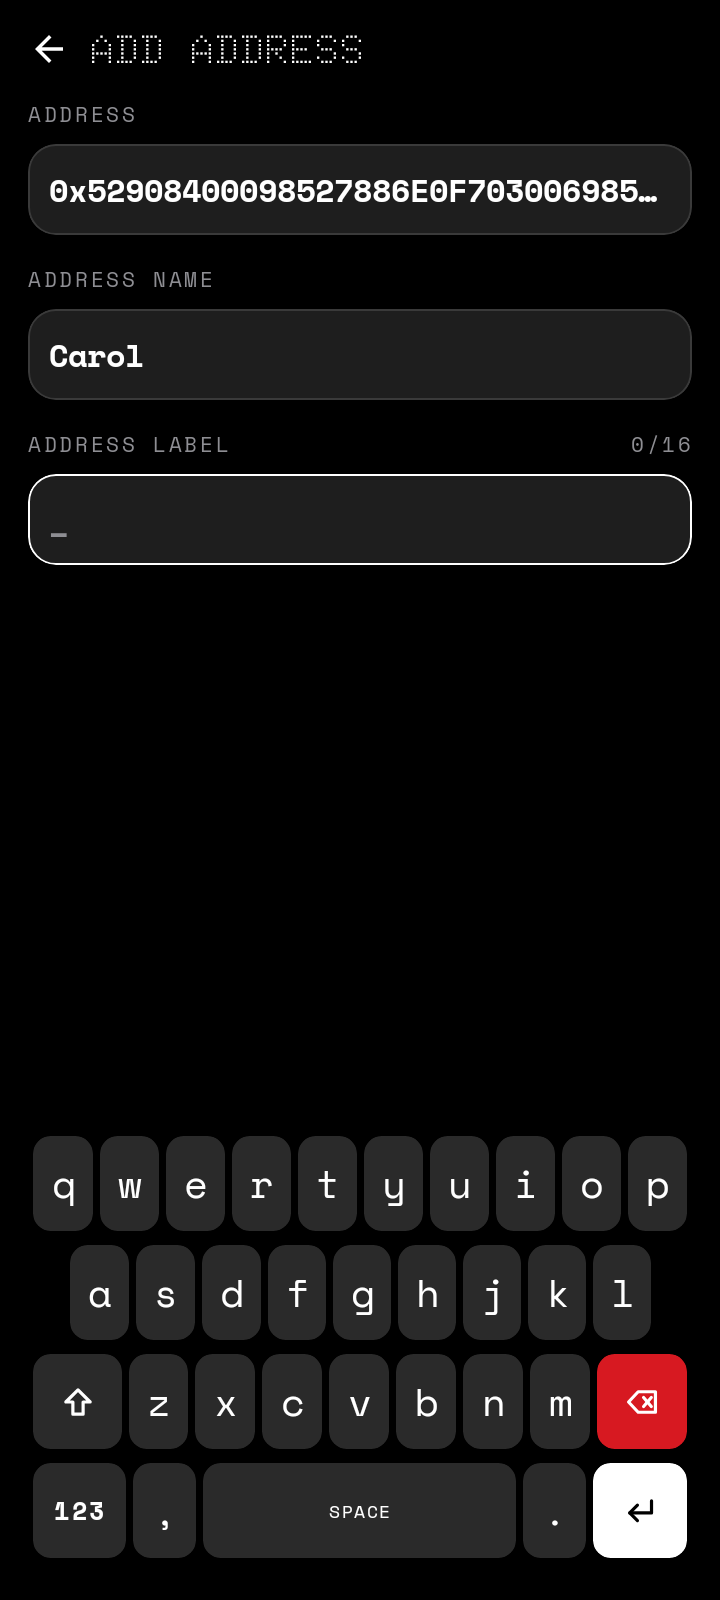 ADD ADDRESS
ADDRESS
0x52908400098527886E0F703006985…
ADDRESS NAME
Carol
ADDRESS LABEL 0/16
_
q w e r t y u i o p
a s d f g h j k l
z x c v b n m
123 , SPACE .